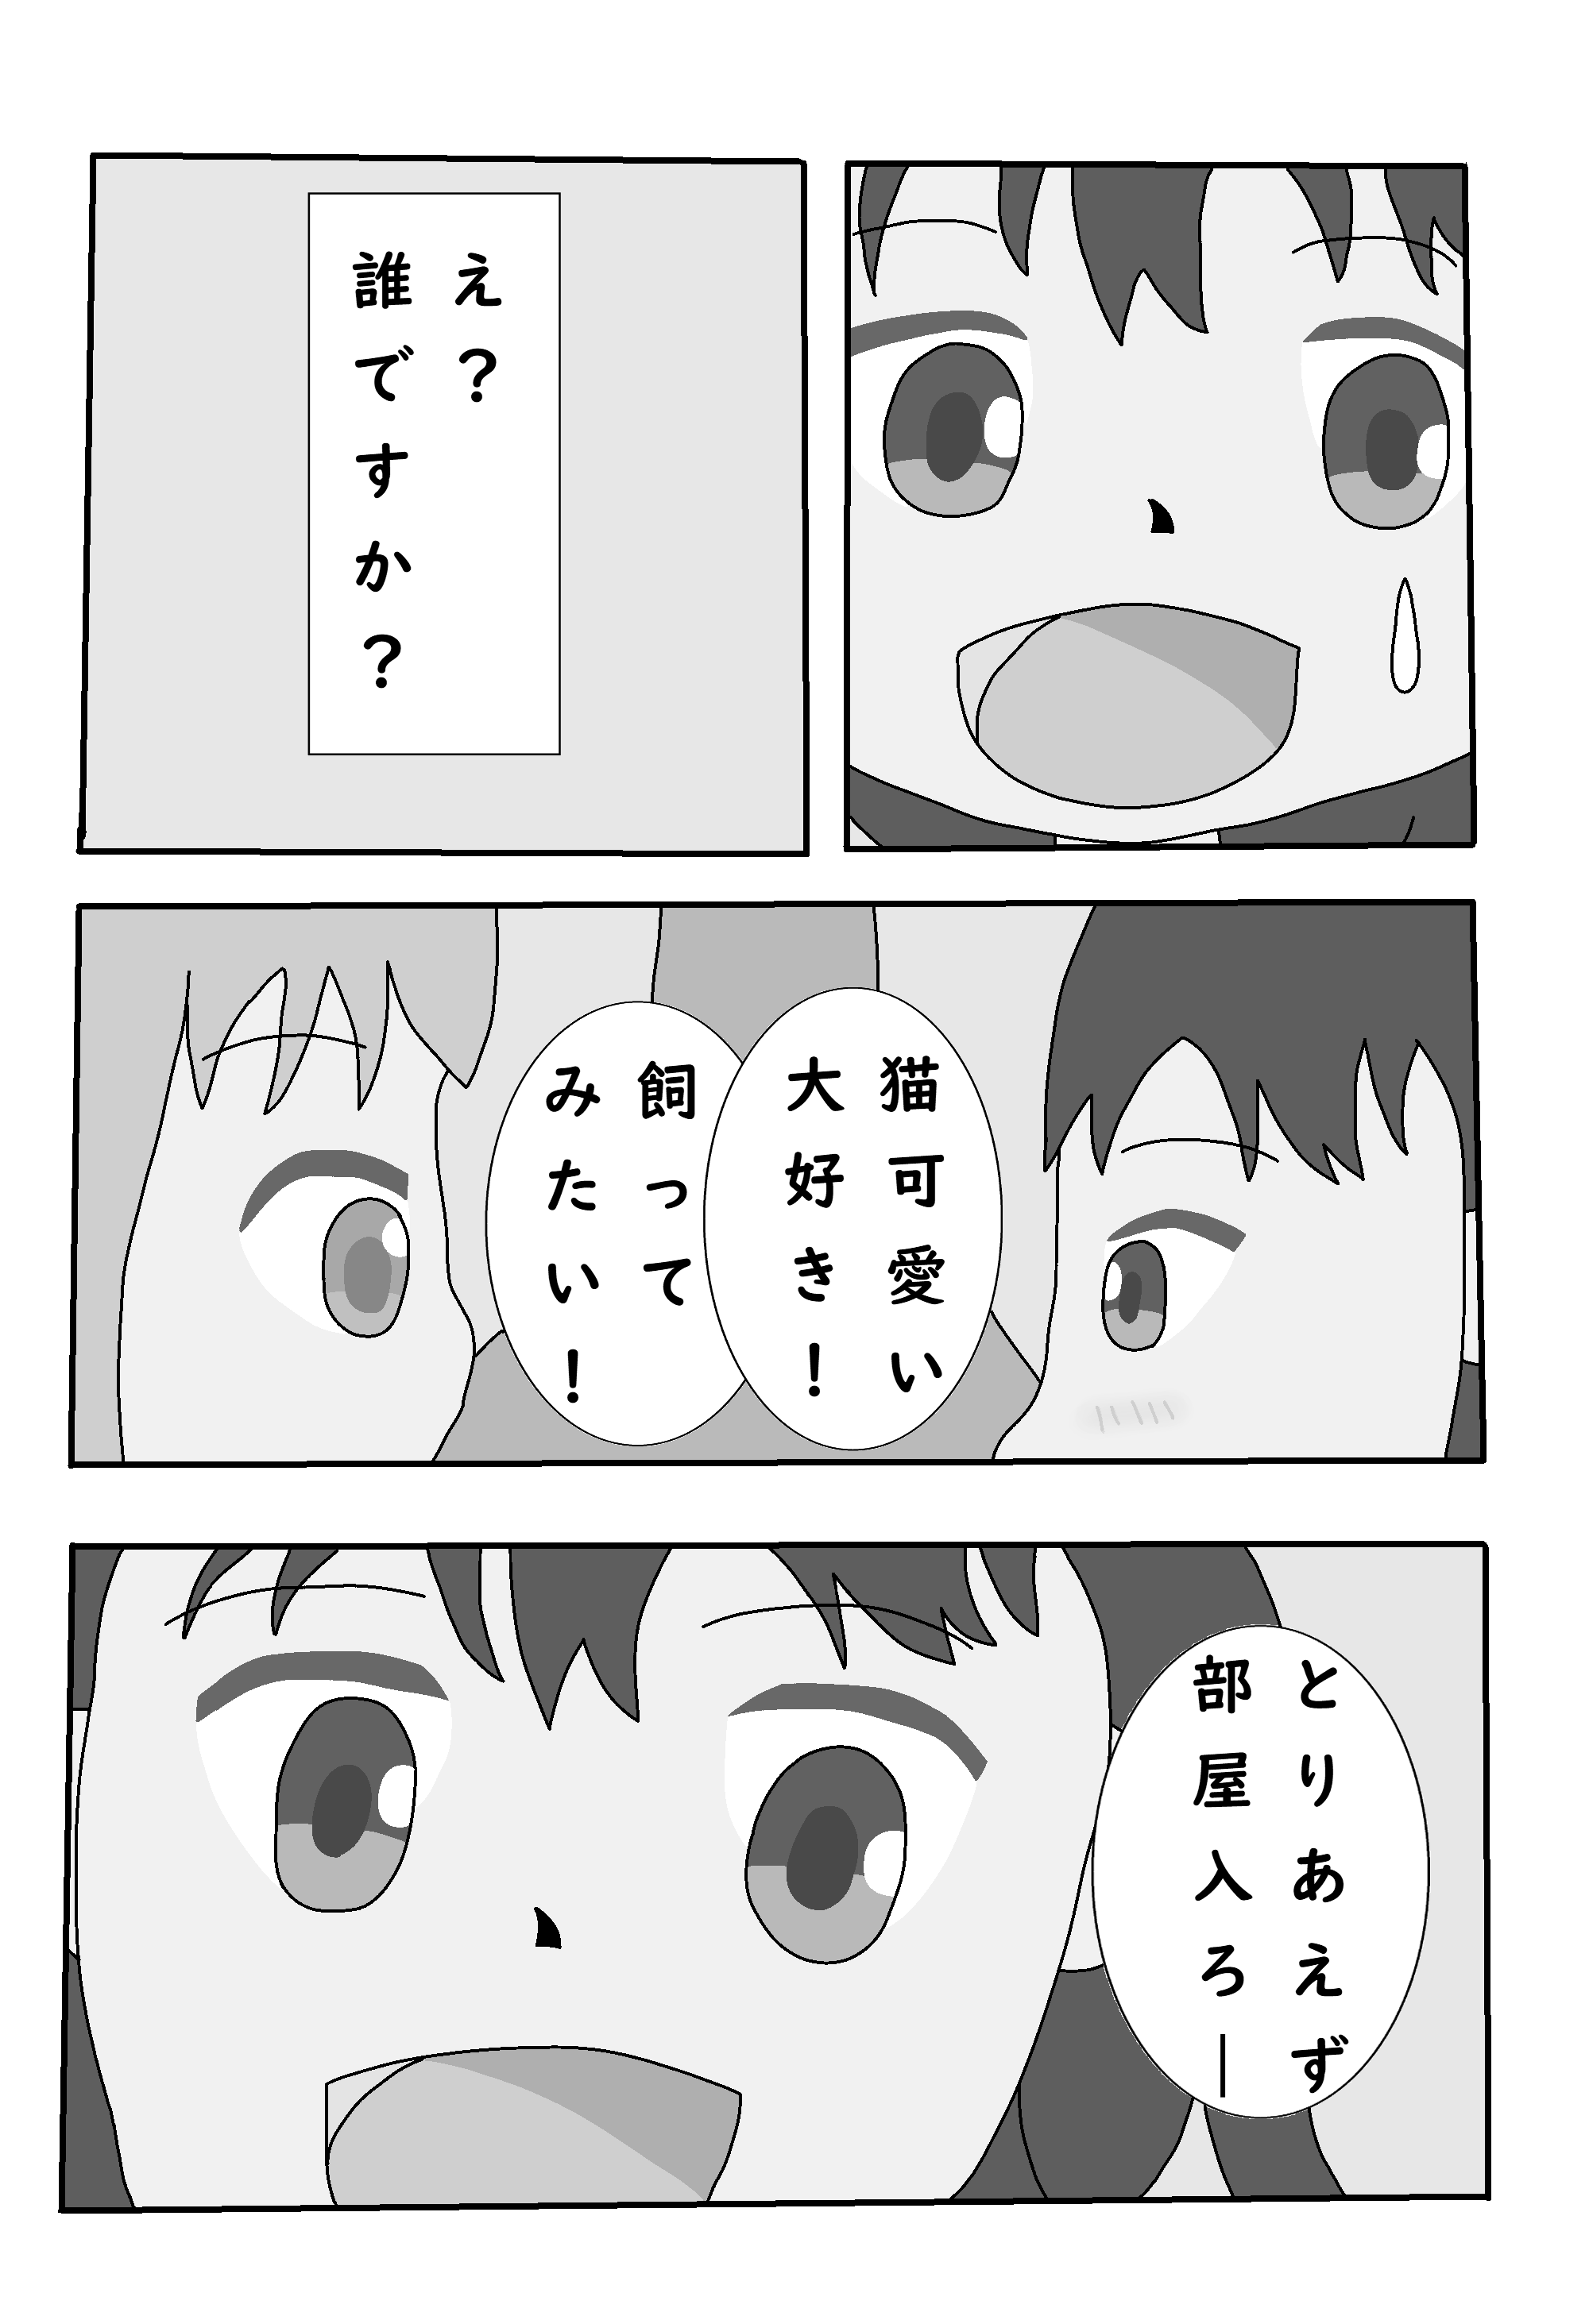 え？
誰ですか？
猫可愛い
大好き！
飼って
みたい！
とりあえず
部屋入ろー